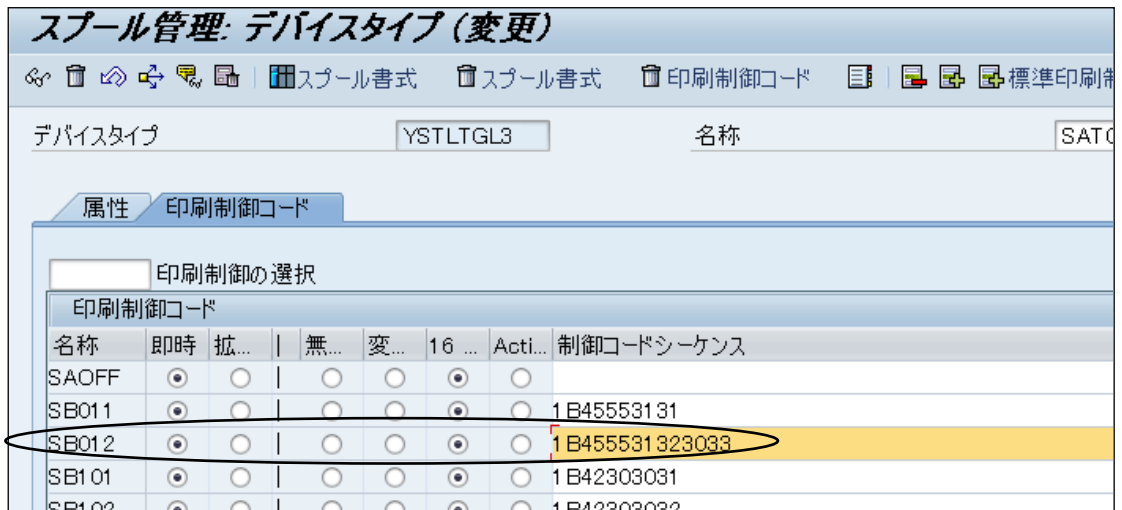 スプール管理: デバイスタイプ (変更)
スプール書式 スプール書式 印刷制御コード 標準印刷制
デバイスタイプ YSTLTGL3 名称 SATO
属性 印刷制御コード
印刷制御の選択
印刷制御コード
名称 即時 拡... | 無... 変... 16 ... Acti... 制御コードシーケンス
SAOFF |
SB011 | 1B45553131
SB012 | 1B455531323033
SB101 | 1B42303031
SB102 1B42303032